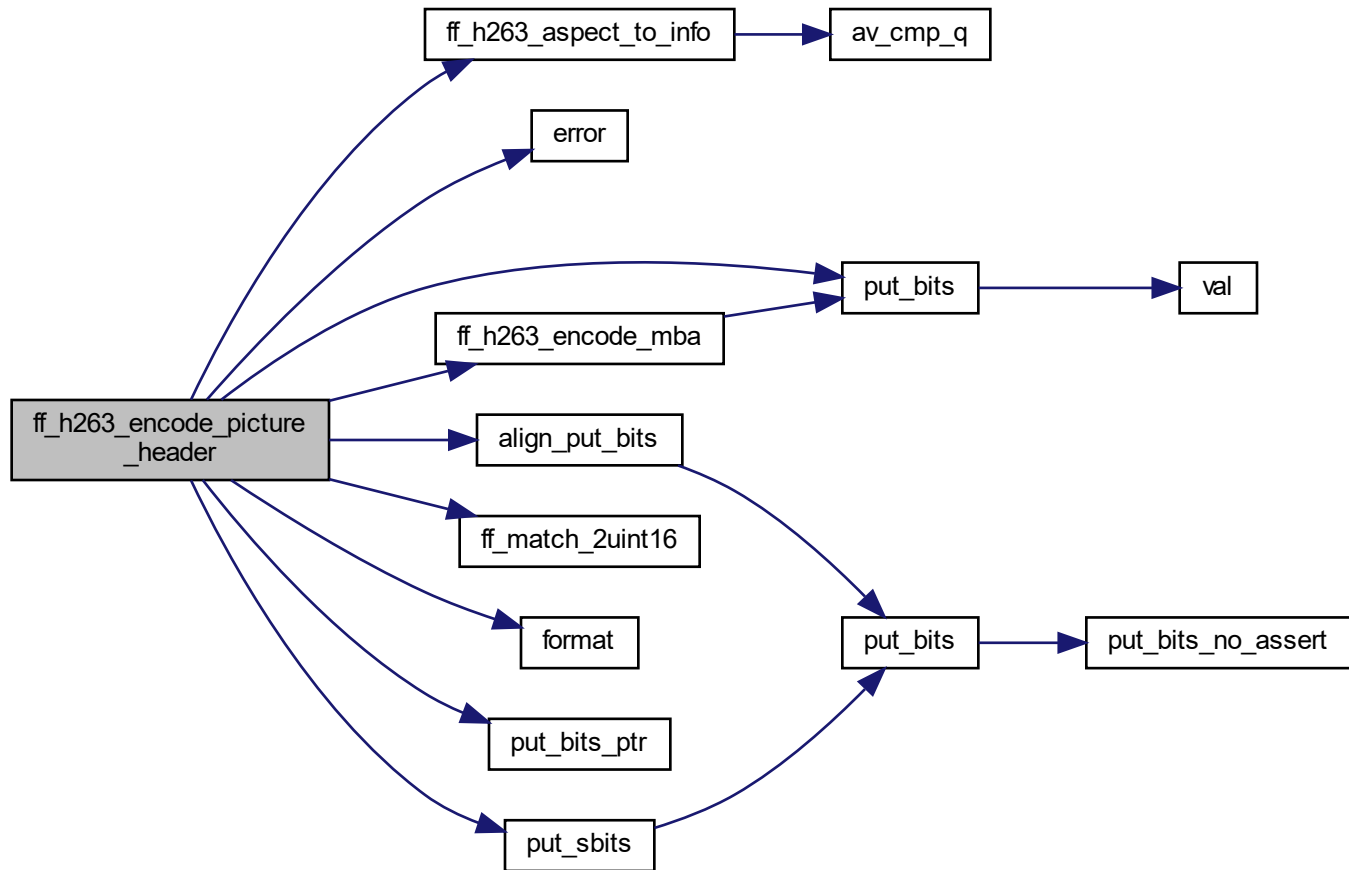 ff_h263_aspect_to_info
av_cmp_q
error
put_bits
val
ff_h263_encode_mba
ff_h263_encode_picture
_header
align_put_bits
ff_match_2uint16
format
put_bits
put_bits_no_assert
put_bits_ptr
put_sbits